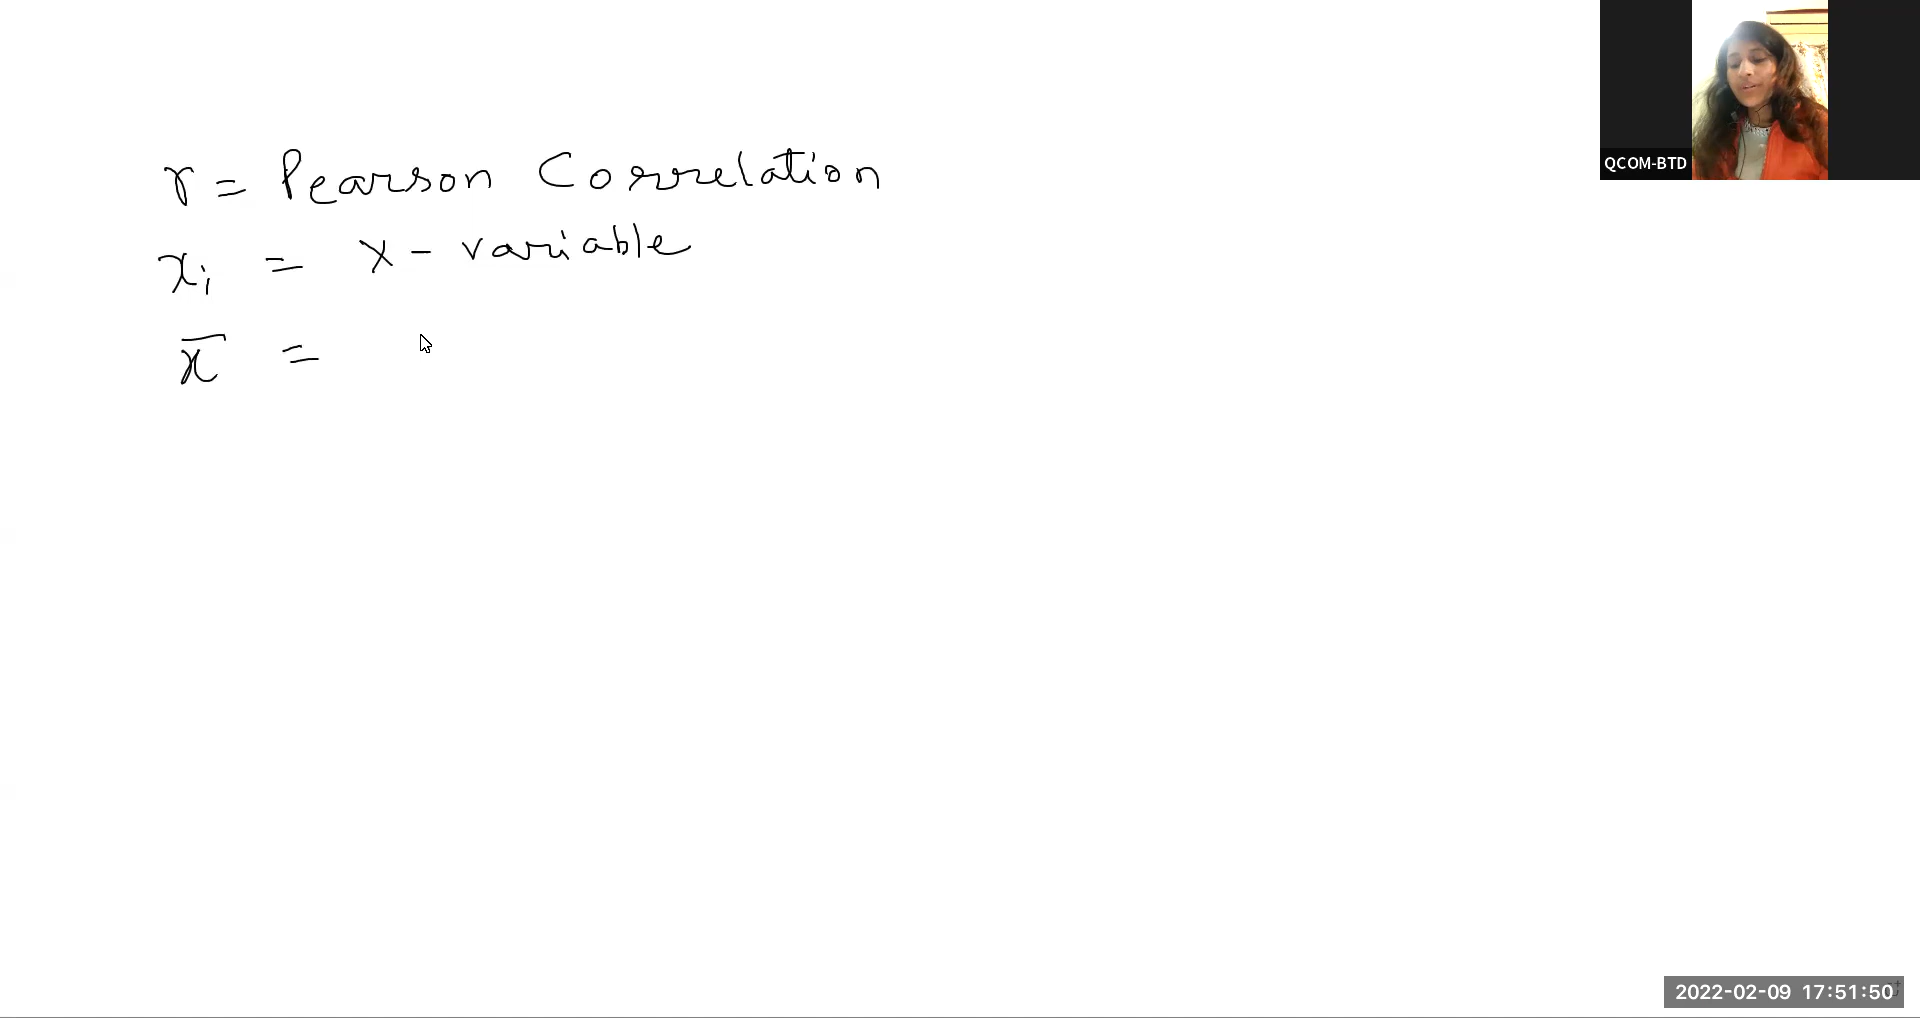 QCOM-BTD
r = Pearson Correlation
xᵢ = x - variable
x̅ =
2022-02-09 17:51:50